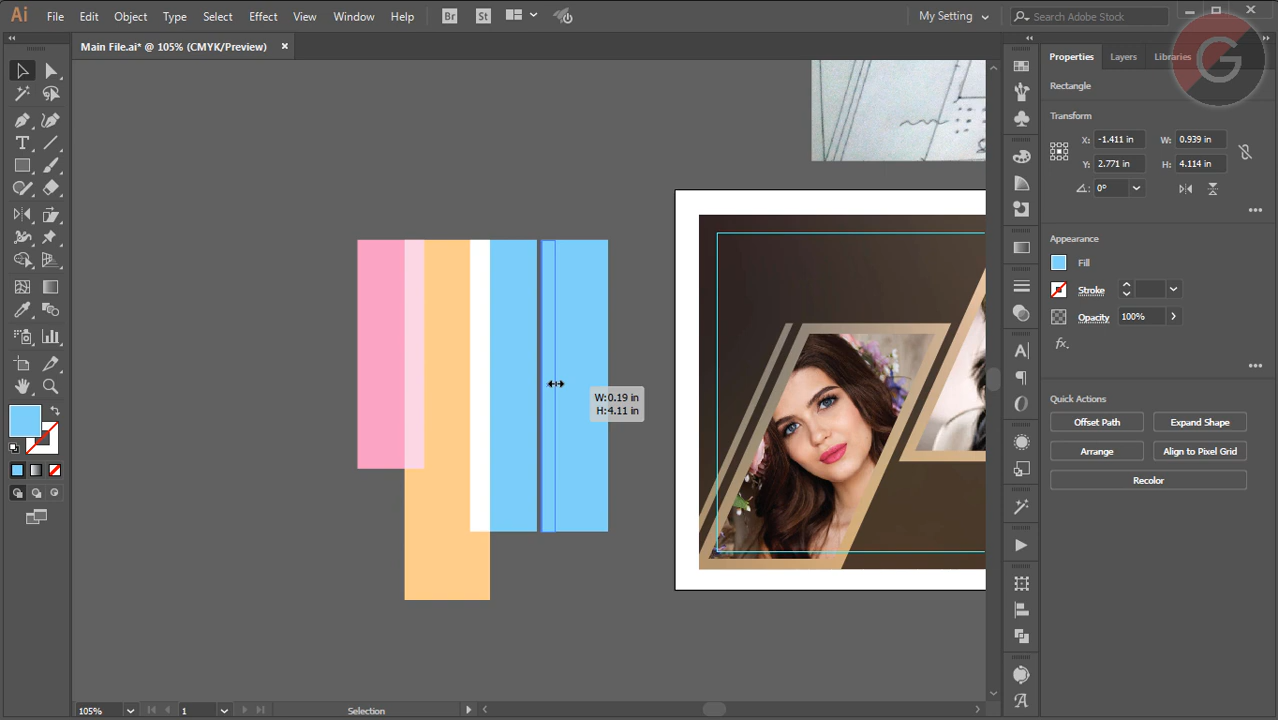 Ai File Edit Object Type Select Effect View Window Help Br St My Setting Search Adobe Stock
Main File.ai* @ 105% (CMYK/Preview)
Properties Layers Libraries
Rectangle
Transform
X: -1.411 in W: 0.939 in
Y: 2.771 in H: 4.114 in
0°
Appearance
Fill
Stroke
Opacity 100%
fx
Quick Actions
Offset Path Expand Shape
Arrange Align to Pixel Grid
Recolor
W:0.19 in
H:4.11 in
105% 1 Selection
G